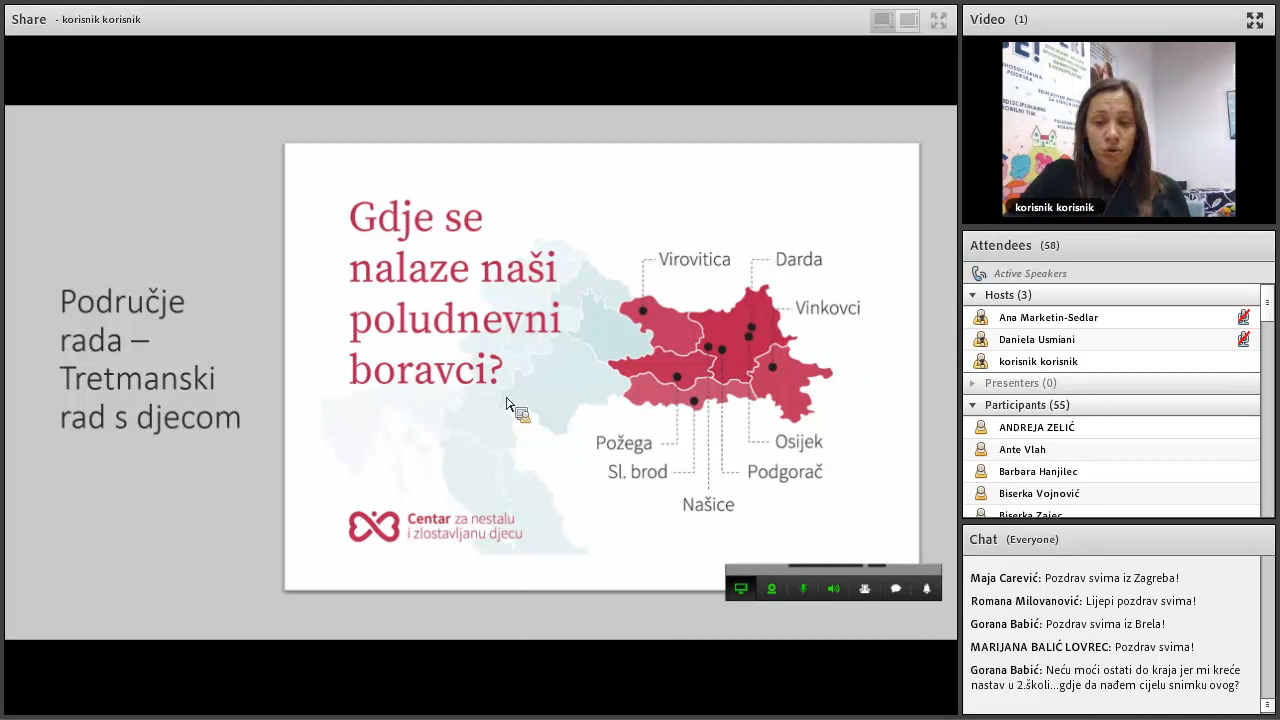 Share - korisnik korisnik
Područje
rada –
Tretmanski
rad s djecom
Gdje se
nalaze naši
poludnevni
boravci?
Virovitica
Darda
Vinkovci
Požega
Osijek
Sl. brod
Podgorač
Našice
Centar za nestalu
i zlostavljanu djecu
Video (1)
korisnik korisnik
Attendees (58)
Active Speakers
Hosts (3)
Ana Marketin-Sedlar
Daniela Usmiani
korisnik korisnik
Presenters (0)
Participants (55)
ANDREJA ZELIĆ
Ante Vlah
Barbara Hanjilec
Biserka Vojnović
Biserka Zajec
Chat (Everyone)
Maja Carević: Pozdrav svima iz Zagreba!
Romana Milovanović: Lijepi pozdrav svima!
Gorana Babić: Pozdrav svima iz Brela!
MARIJANA BALIĆ LOVREC: Pozdrav svima!
Gorana Babić: Neću moći ostati do kraja jer mi kreće
nastav u 2.školi...gdje da nađem cijelu snimku ovog?